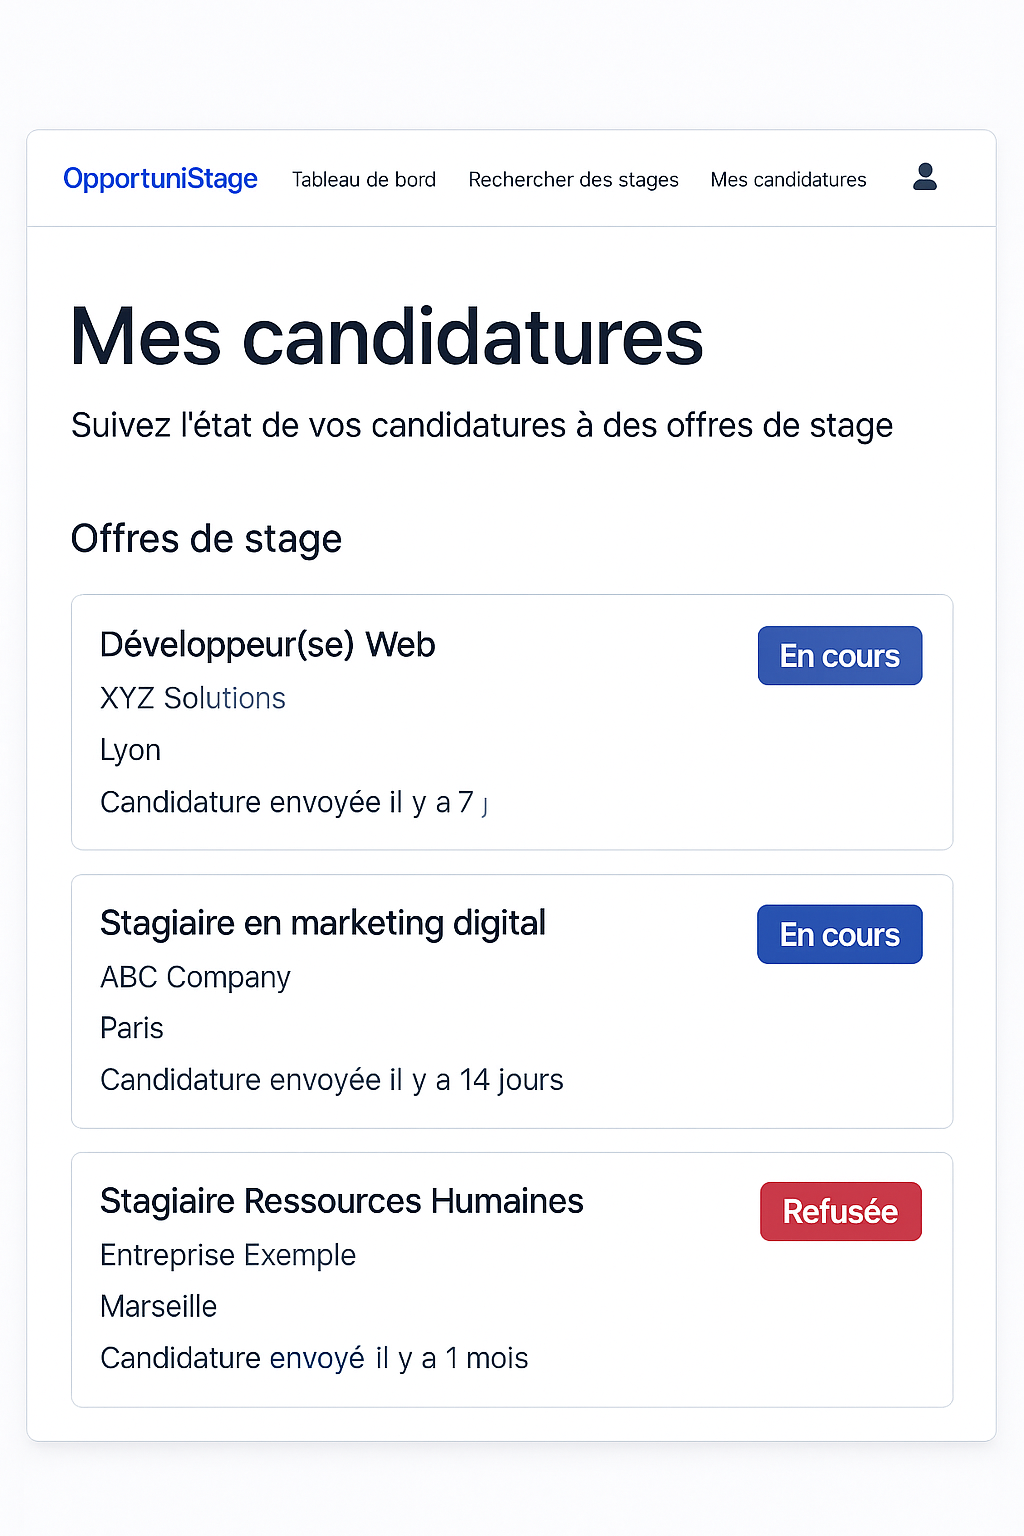 OpportuniStage Tableau de bord Rechercher des stages Mes candidatures
Mes candidatures
Suivez l'état de vos candidatures à des offres de stage
Offres de stage
Développeur(se) Web
En cours
XYZ Solutions
Lyon
Candidature envoyée il y a 7 j
Stagiaire en marketing digital
En cours
ABC Company
Paris
Candidature envoyée il y a 14 jours
Stagiaire Ressources Humaines
Refusée
Entreprise Exemple
Marseille
Candidature envoyé il y a 1 mois